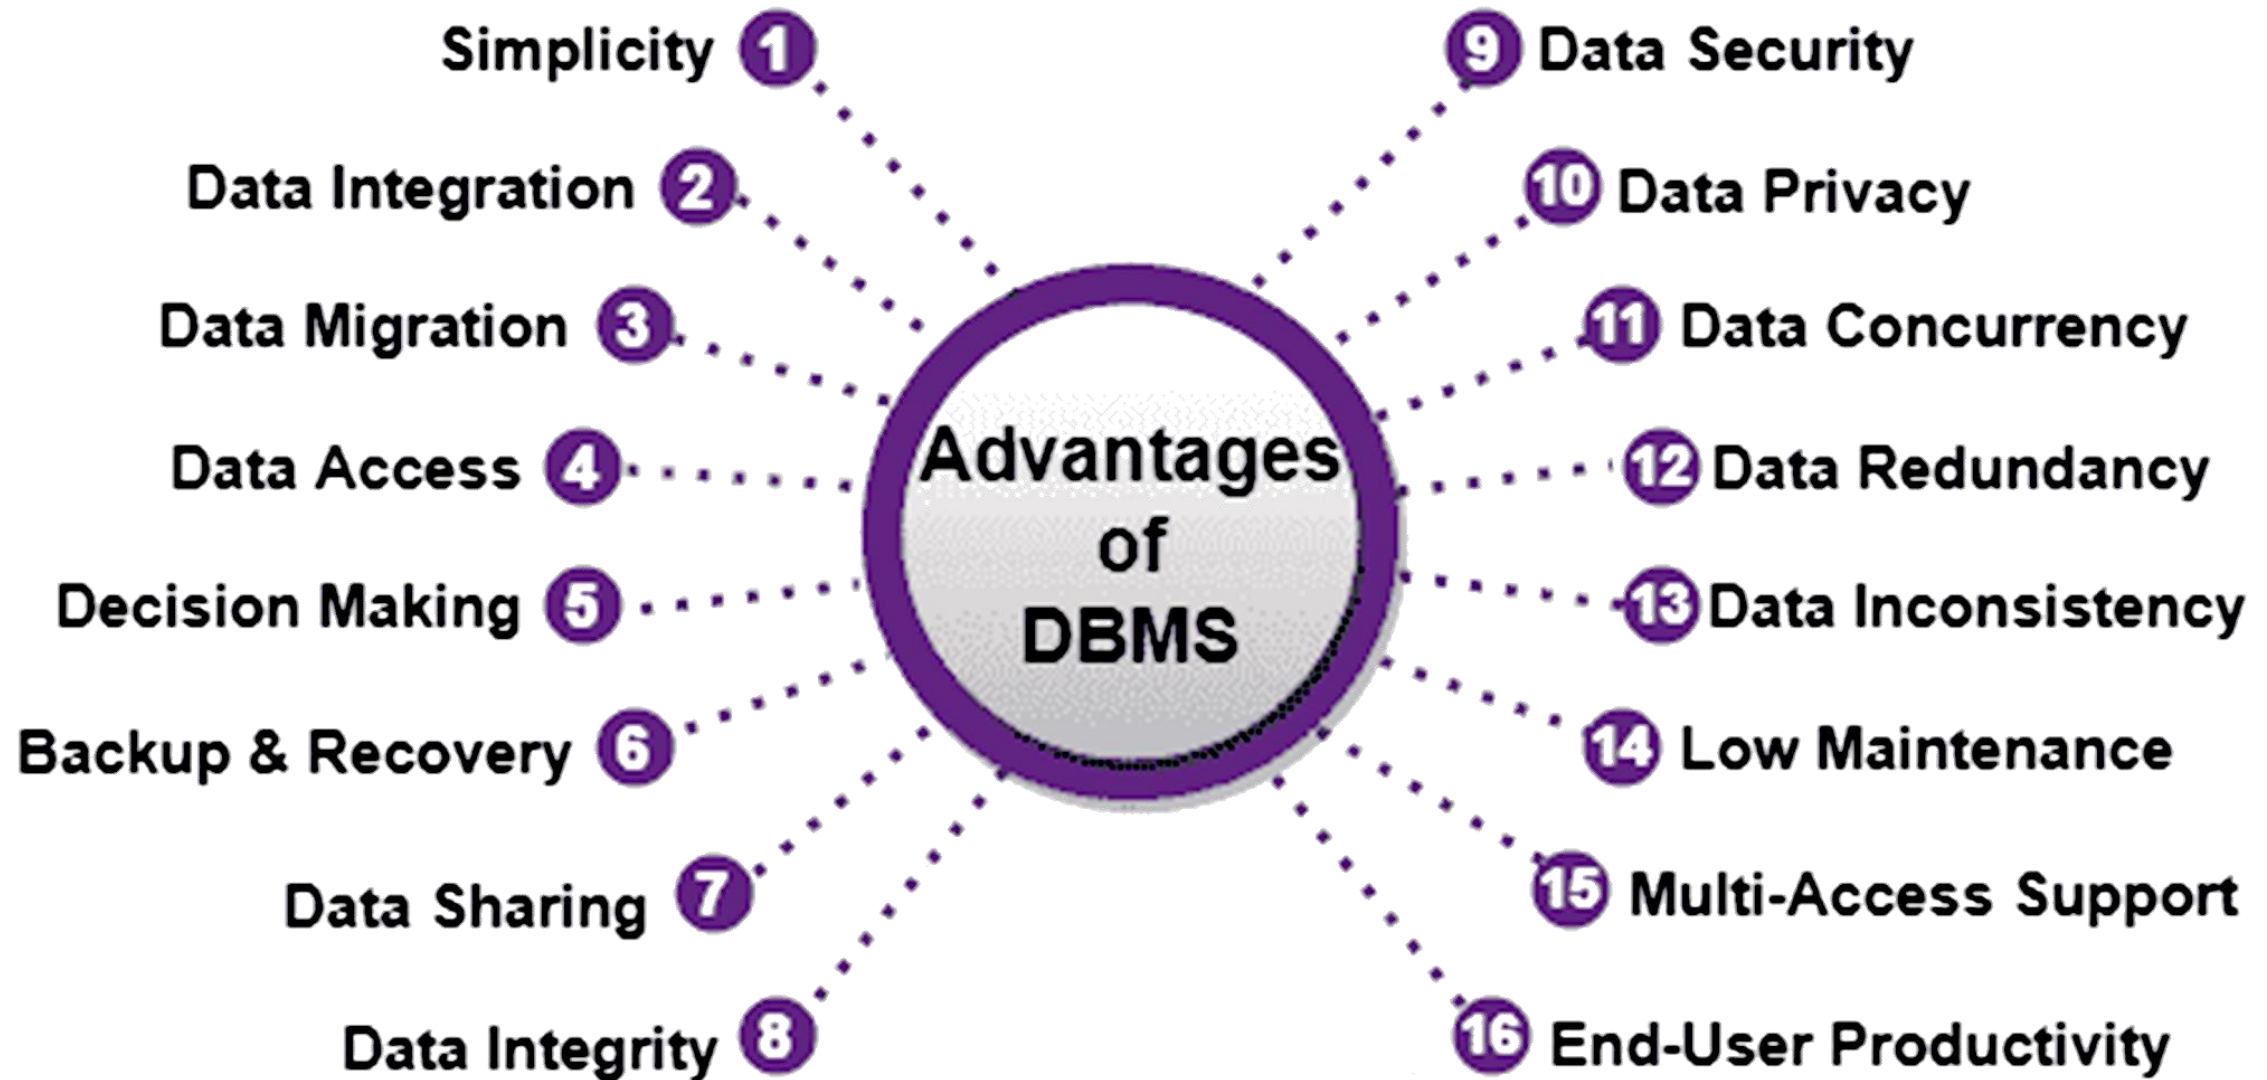 Simplicity 1
Data Integration 2
Data Migration 3
Data Access 4
Decision Making 5
Backup & Recovery 6
Data Sharing 7
Data Integrity 8
Advantages
of
DBMS
9 Data Security
10 Data Privacy
11 Data Concurrency
12 Data Redundancy
13 Data Inconsistency
14 Low Maintenance
15 Multi-Access Support
16 End-User Productivity